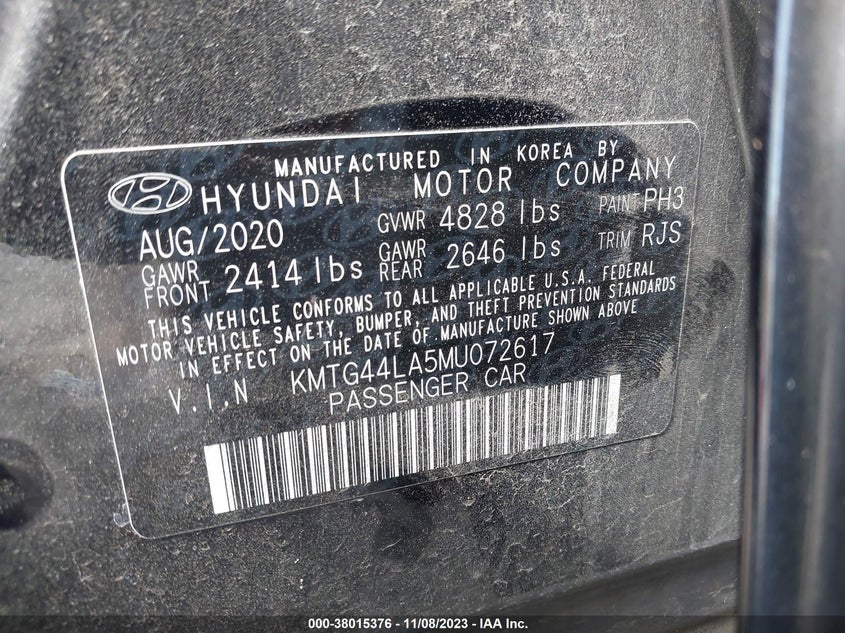 MANUFACTURED IN KOREA BY
HYUNDAI MOTOR COMPANY
AUG/2020 GVWR 4828 lbs PAINT PH3
GAWR FRONT 2414 lbs GAWR REAR 2646 lbs TRIM RJS
THIS VEHICLE CONFORMS TO ALL APPLICABLE U.S.A. FEDERAL
MOTOR VEHICLE SAFETY, BUMPER, AND THEFT PREVENTION STANDARDS
IN EFFECT ON THE DATE OF MANUFACTURE SHOWN ABOVE
V.I.N KMTG44LA5MU072617
PASSENGER CAR
000-38015376 - 11/08/2023 - IAA Inc.